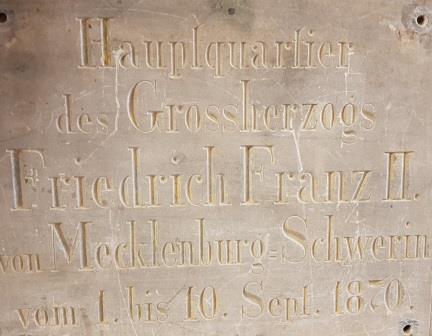 Hauptquartier
des Grossherzogs
Friedrich Franz II.
von Mecklenburg=Schwerin
vom 1. bis 10. Sept. 1870.